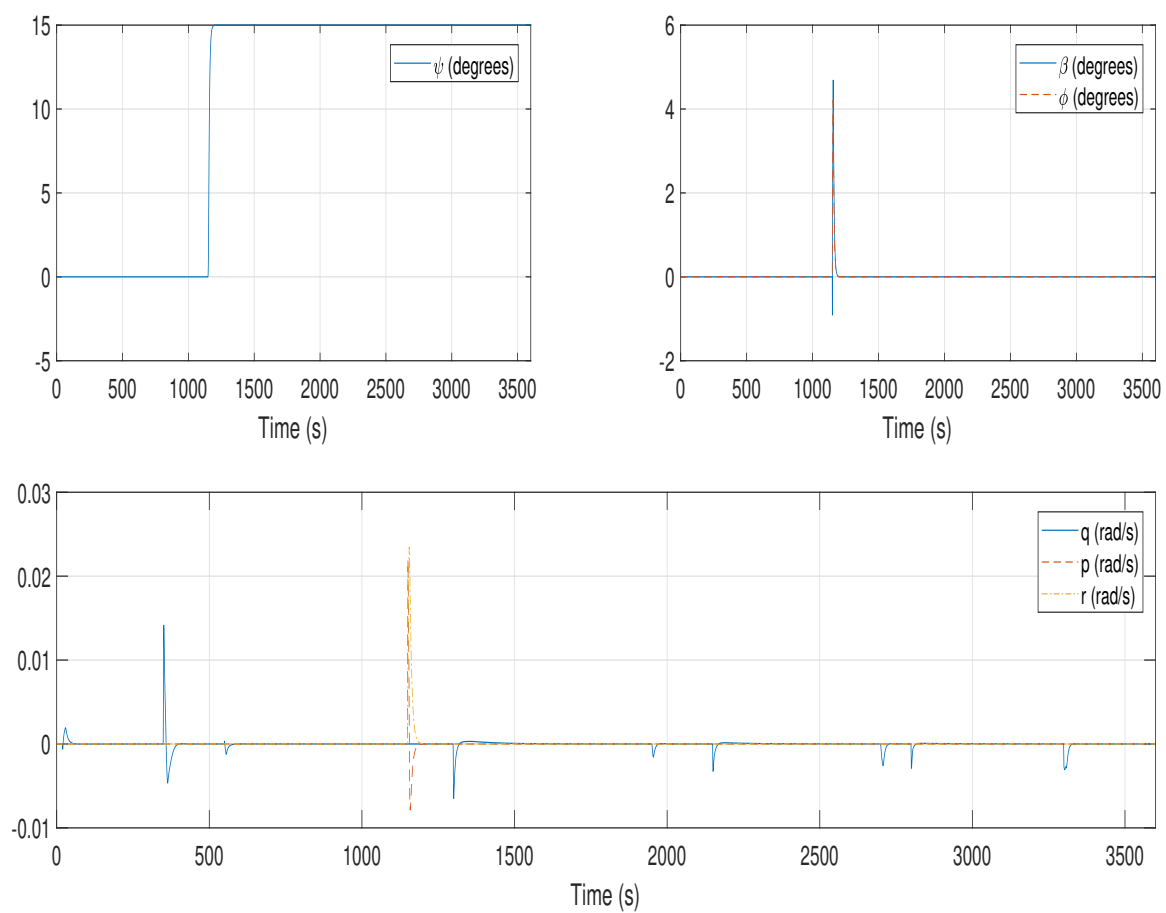 15
10
5
0
-5
ψ (degrees)
0 500 1000 1500 2000 2500 3000 3500
Time (s)
6
4
2
0
-2
β (degrees)
ϕ (degrees)
0 500 1000 1500 2000 2500 3000 3500
Time (s)
0.03
0.02
0.01
0
-0.01
q (rad/s)
p (rad/s)
r (rad/s)
0 500 1000 1500 2000 2500 3000 3500
Time (s)